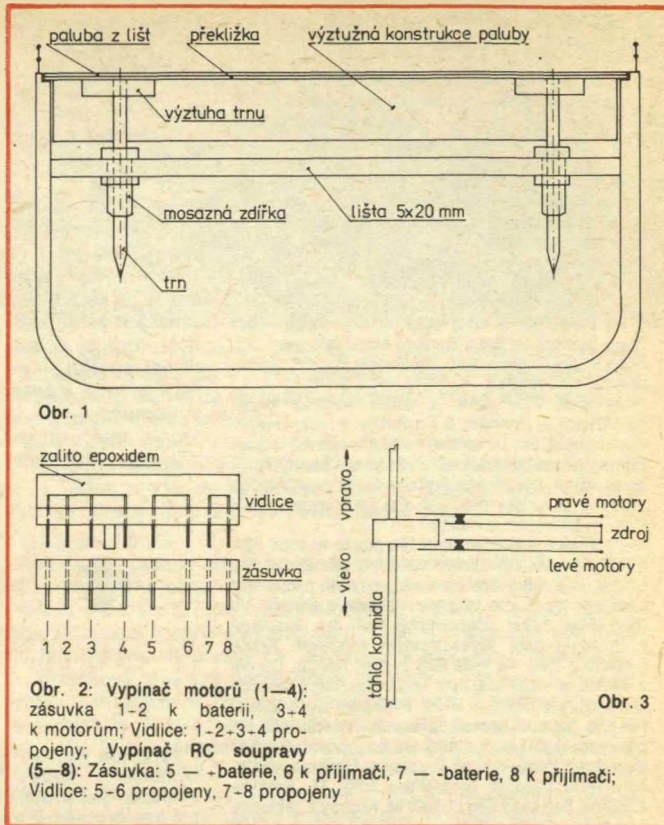 paluba z lišt
překližka
výztužná konstrukce paluby
výztuha trnu
mosazná zdířka
lišta 5x20 mm
trn
Obr. 1
zalito epoxidem
vidlice
zásuvka
1 2 3 4 5 6 7 8
vlevo
vpravo
táhlo kormidla
pravé motory
zdroj
levé motory
Obr. 3
Obr. 2: Vypínač motorů (1—4):
zásuvka 1-2 k baterii, 3+4
k motorům; Vidlice: 1-2+3+4 pro-
pojeny; Vypínač RC soupravy
(5—8): Zásuvka: 5 — +baterie, 6 k přijímači, 7 — -baterie, 8 k přijímači;
Vidlice: 5-6 propojeny, 7-8 propojeny